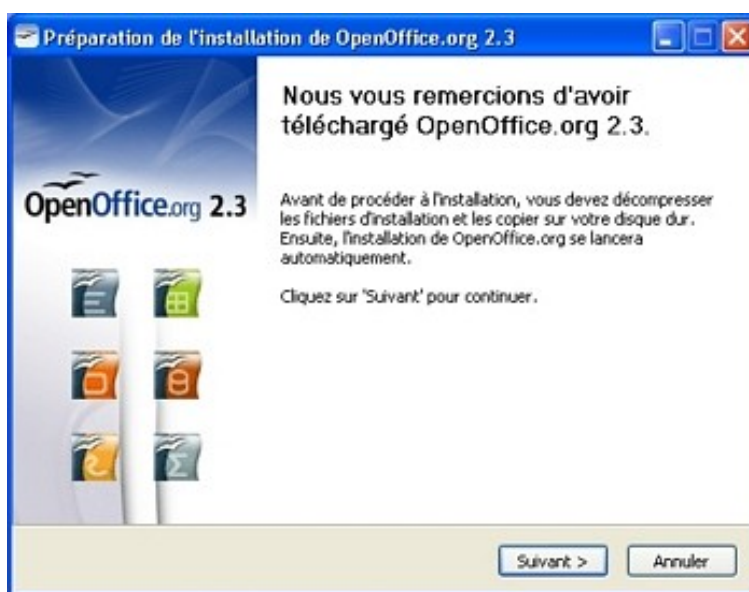 Préparation de l'installation de OpenOffice.org 2.3
Nous vous remercions d'avoir
téléchargé OpenOffice.org 2.3.
OpenOffice.org 2.3
Avant de procéder à l'installation, vous devez décompresser
les fichiers d'installation et les copier sur votre disque dur.
Ensuite, l'installation de OpenOffice.org se lancera
automatiquement.
Cliquez sur 'Suivant' pour continuer.
Suivant >
Annuler